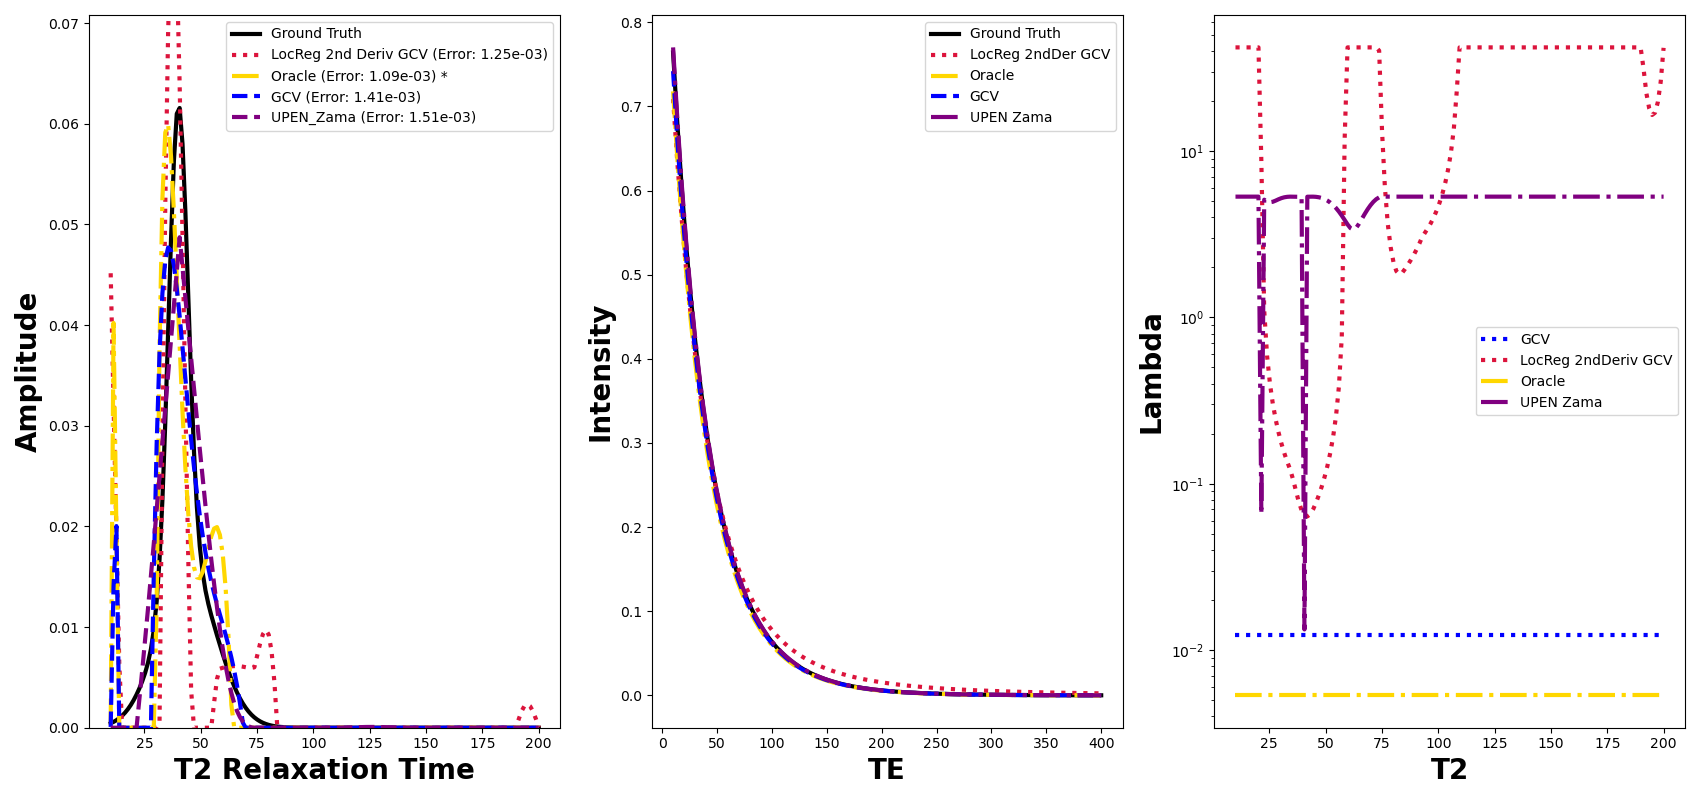 0.07
0.06
0.05
0.04
0.03
0.02
0.01
0.00
Amplitude
25
50
75
100
125
150
175
200
T2 Relaxation Time
Ground Truth
LocReg 2nd Deriv GCV (Error: 1.25e-03)
Oracle (Error: 1.09e-03) *
GCV (Error: 1.41e-03)
UPEN_Zama (Error: 1.51e-03)
0.8
0.7
0.6
0.5
0.4
0.3
0.2
0.1
0.0
Intensity
0
50
100
150
200
250
300
350
400
TE
Ground Truth
LocReg 2ndDer GCV
Oracle
GCV
UPEN Zama
10¹
10⁰
10⁻¹
10⁻²
Lambda
25
50
75
100
125
150
175
200
T2
GCV
LocReg 2ndDeriv GCV
Oracle
UPEN Zama